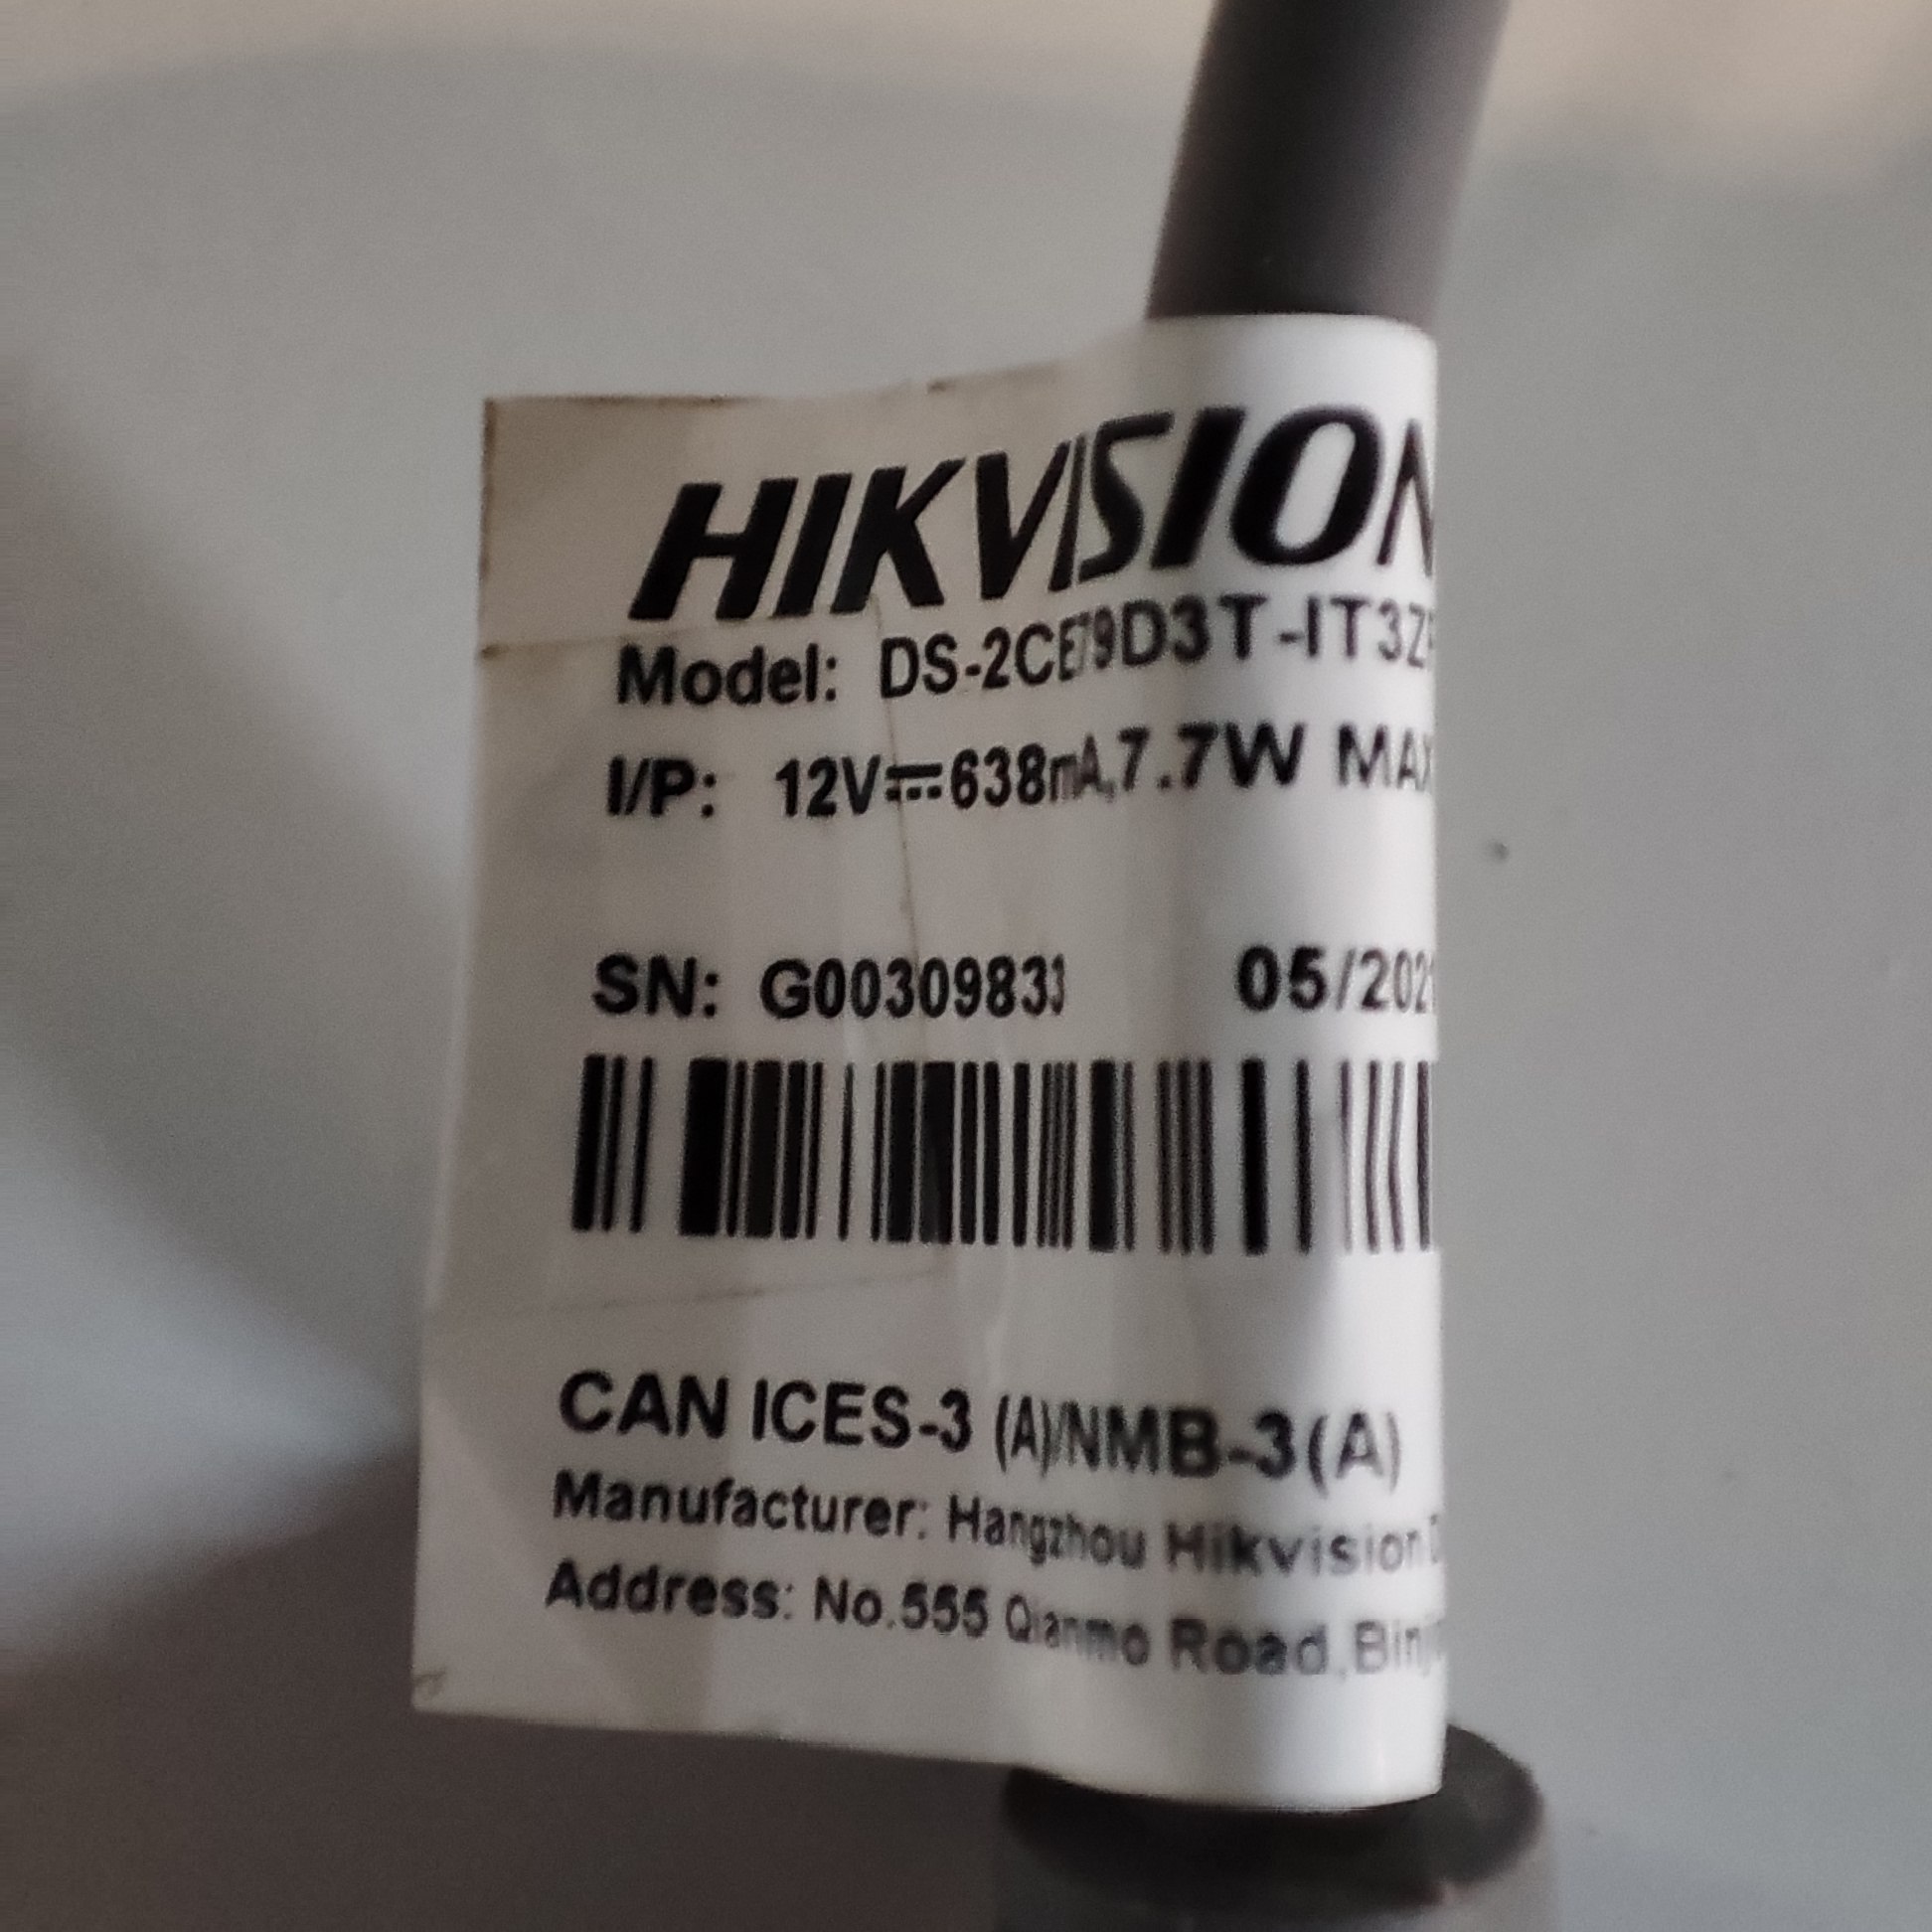 HIKVISION
Model: DS-2CE79D3T-IT3Z
I/P: 12V⎓638mA,7.7W MAX
SN: G00309833 05/202
CAN ICES-3 (A)/NMB-3(A)
Manufacturer: Hangzhou Hikvision D
Address: No.555 Qianmo Road,Binj